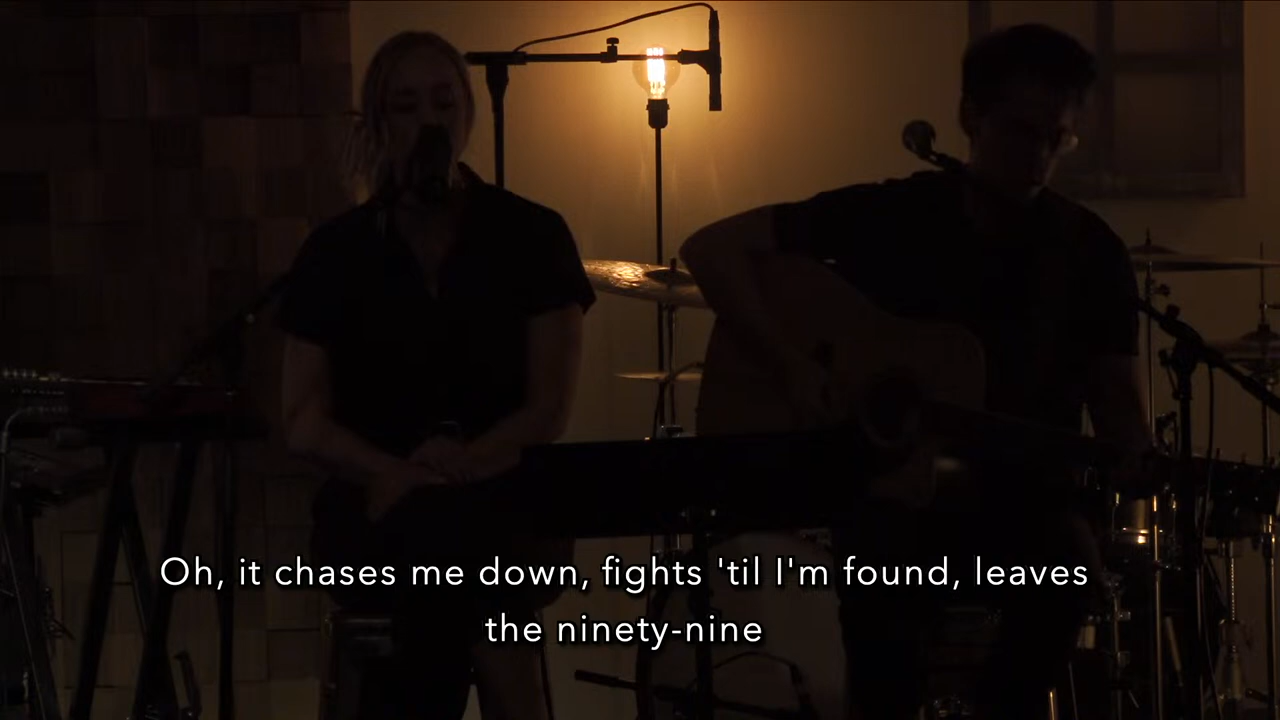 Oh, it chases me down, fights 'til I'm found, leaves
the ninety-nine